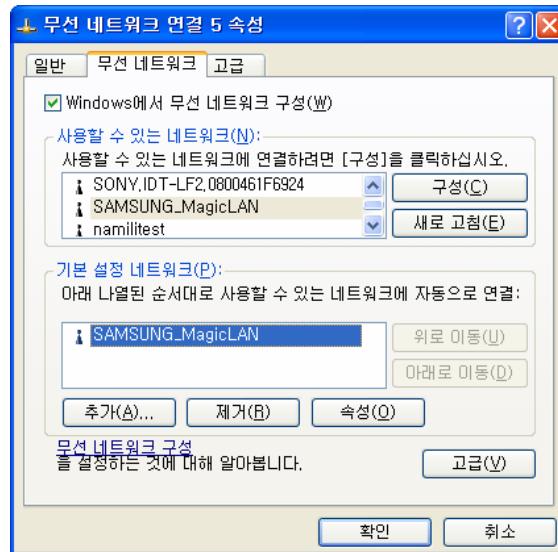 무선 네트워크 연결 5 속성
일반 무선 네트워크 고급
Windows에서 무선 네트워크 구성(W)
사용할 수 있는 네트워크(N):
사용할 수 있는 네트워크에 연결하려면 [구성]을 클릭하십시오.
SONY,IDT-LF2,0800461F6924
SAMSUNG_MagicLAN
namilitest
구성(C)
새로 고침(E)
기본 설정 네트워크(P):
아래 나열된 순서대로 사용할 수 있는 네트워크에 자동으로 연결:
SAMSUNG_MagicLAN
위로 이동(U)
아래로 이동(D)
추가(A)... 제거(R) 속성(O)
무선 네트워크 구성
을 설정하는 것에 대해 알아봅니다.
고급(V)
확인 취소